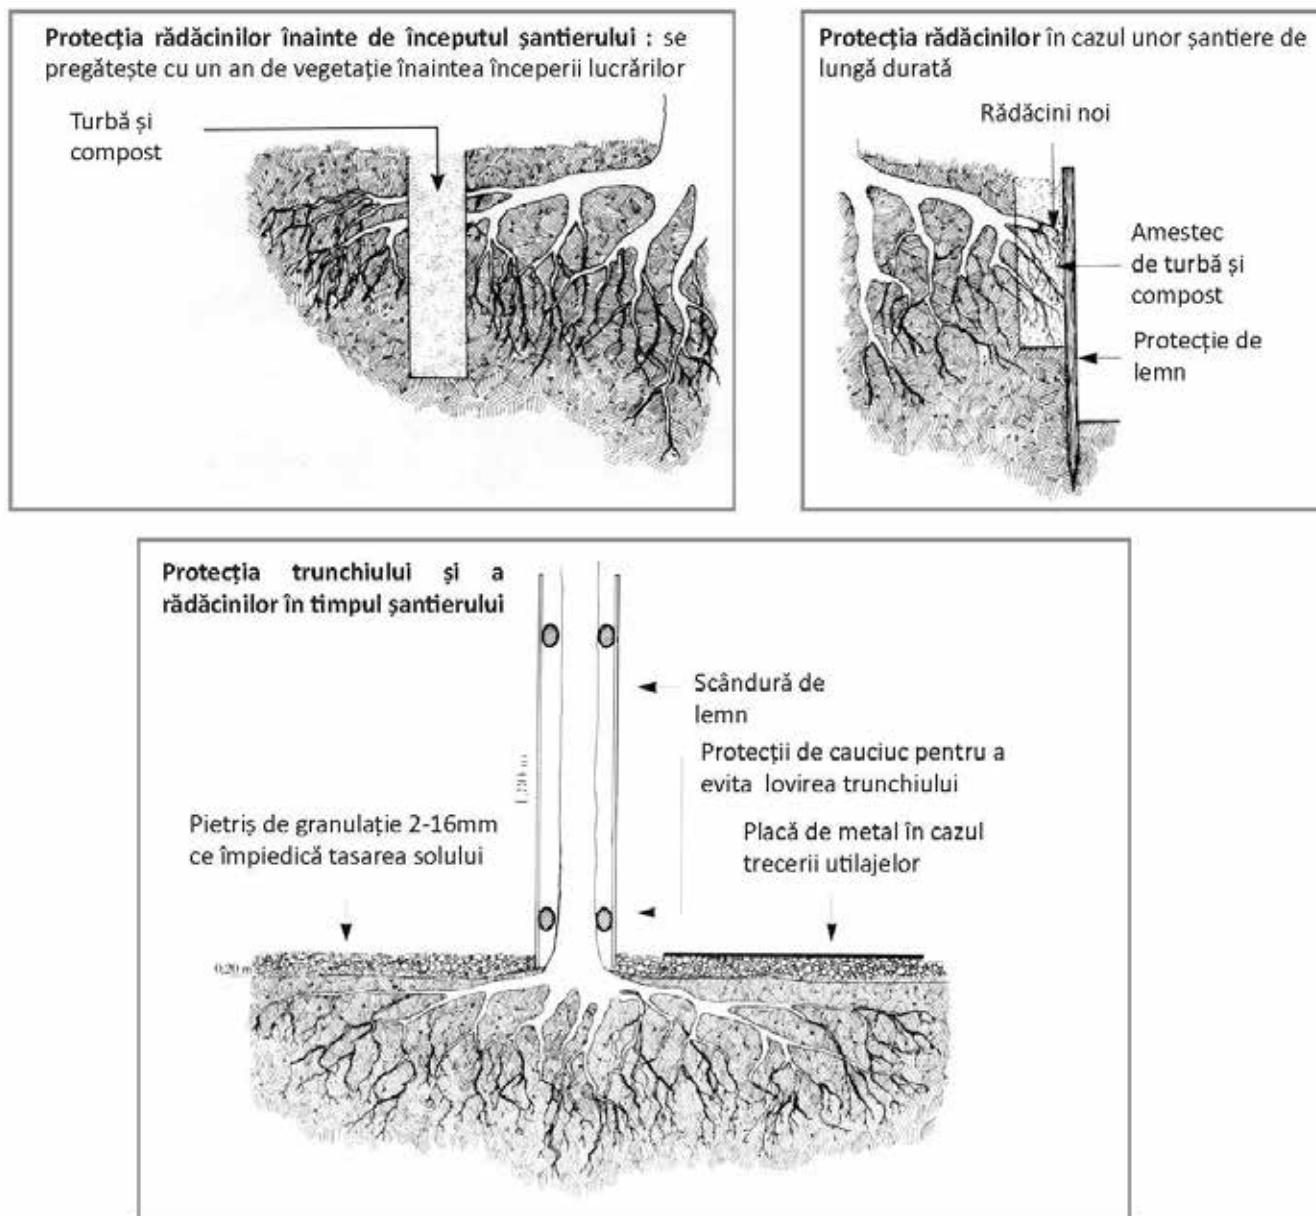 Protecția rădăcinilor înainte de începutul șantierului : se
pregătește cu un an de vegetație înaintea începerii lucrărilor
Turbă și
compost
Protecția rădăcinilor în cazul unor șantiere de
lungă durată
Rădăcini noi
Amestec
de turbă și
compost
Protecție de
lemn
Protecția trunchiului și a
rădăcinilor în timpul șantierului
Scândură de
lemn
Protecții de cauciuc pentru a
evita lovirea trunchiului
Pietriș de granulație 2-16mm
ce împiedică tasarea solului
Placă de metal în cazul
trecerii utilajelor
0,20 m